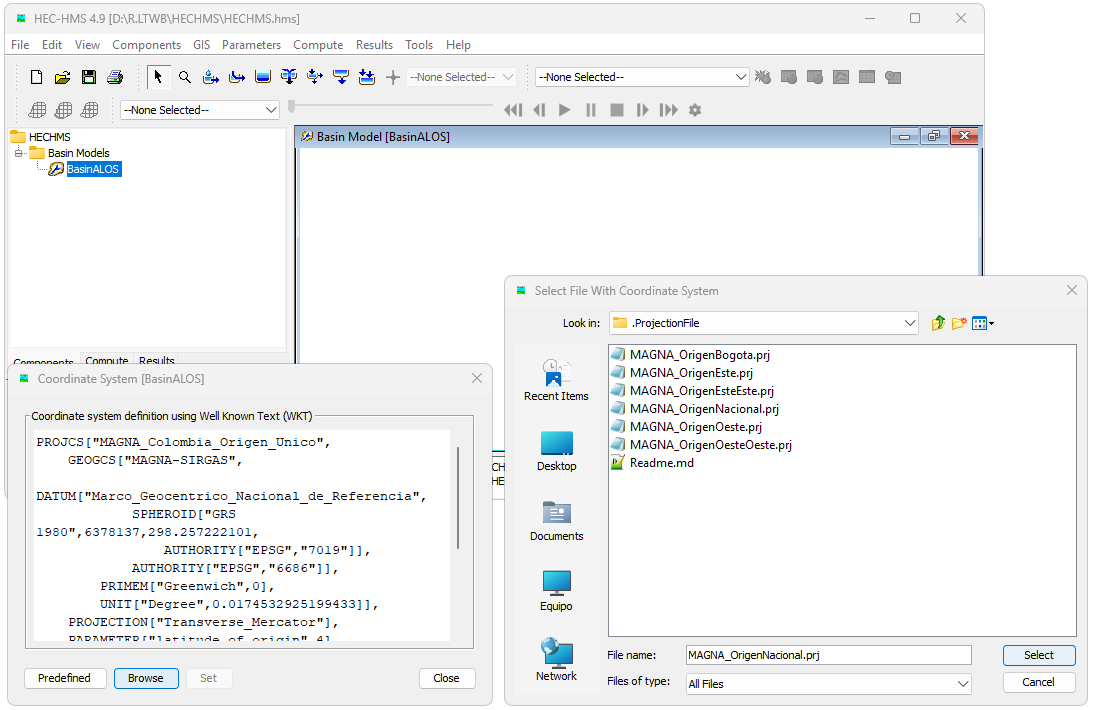 HEC-HMS 4.9 [D:\R.LTWB\HECHMS\HECHMS.hms]
File Edit View Components GIS Parameters Compute Results Tools Help
--None Selected-- --None Selected--
--None Selected--
HECHMS
Basin Models
BasinALOS
Basin Model [BasinALOS]
Components Compute Results
CH
HE
Coordinate System [BasinALOS]
Coordinate system definition using Well Known Text (WKT)
PROJCS["MAGNA_Colombia_Origen_Unico",
GEOGCS["MAGNA-SIRGAS",
DATUM["Marco_Geocentrico_Nacional_de_Referencia",
SPHEROID["GRS
1980",6378137,298.257222101,
AUTHORITY["EPSG","7019"]],
AUTHORITY["EPSG","6686"]],
PRIMEM["Greenwich",0],
UNIT["Degree",0.0174532925199433]],
PROJECTION["Transverse_Mercator"],
PARAMETER["latitude_of_origin",4],
Predefined Browse Set Close
Select File With Coordinate System
Look in: .ProjectionFile
Recent Items
Desktop
Documents
Equipo
Network
MAGNA_OrigenBogota.prj
MAGNA_OrigenEste.prj
MAGNA_OrigenEsteEste.prj
MAGNA_OrigenNacional.prj
MAGNA_OrigenOeste.prj
MAGNA_OrigenOesteOeste.prj
Readme.md
File name: MAGNA_OrigenNacional.prj Select
Files of type: All Files Cancel